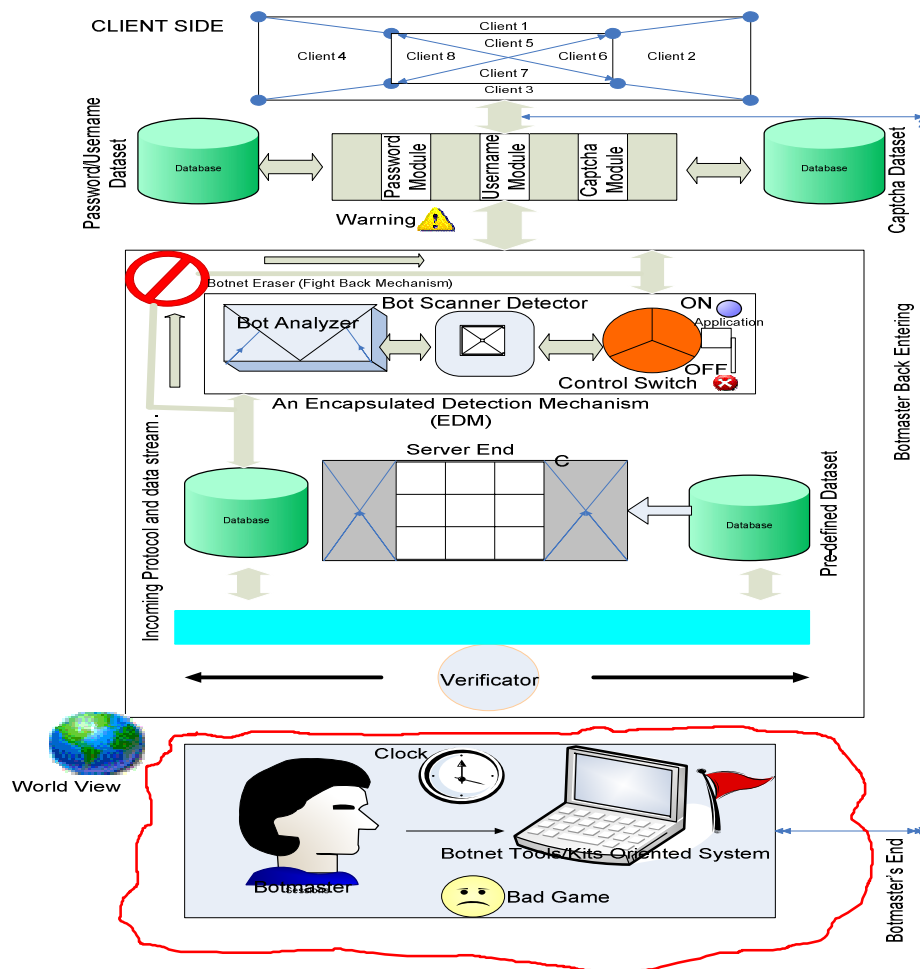 CLIENT SIDE
Client 1
Client 5
Client 4
Client 8
Client 6
Client 2
Client 7
Client 3
Password/Username
Dataset
Database
Password
Module
Username
Module
Captcha
Module
Database
Captcha Dataset
Warning
Botnet Eraser (Fight Back Mechanism)
Bot Scanner Detector
ON
Bot Analyzer
Application
OFF
Control Switch
An Encapsulated Detection Mechanism
(EDM)
Botmaster Back Entering
Server End
C
Incoming Protocol and data stream .
Database
Database
Pre-defined Dataset
Verificator
World View
Clock
Botnet Tools/Kits Oriented System
Botmaster
Sessions
Bad Game
Botmaster's End